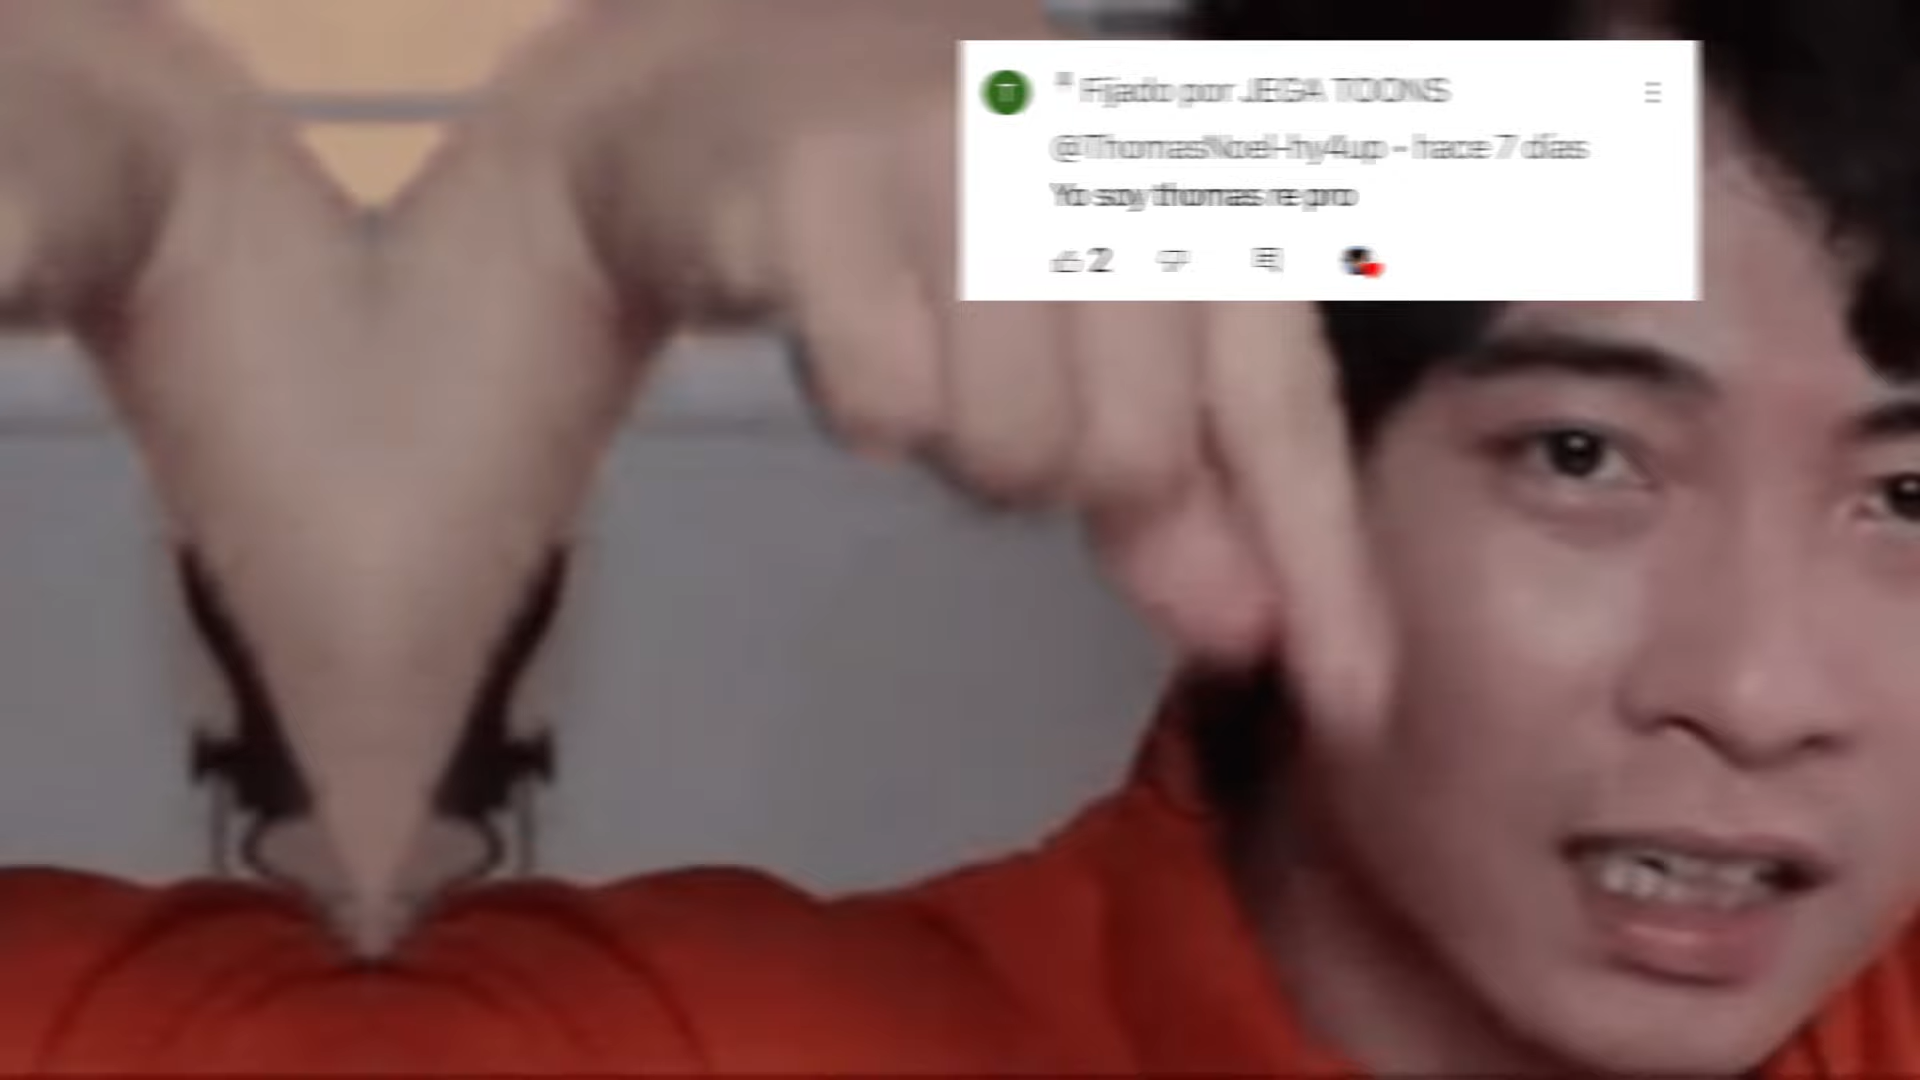 Fijado por JEGA TOONS
@ThomasNoel-hy4up - hace 7 días
Yo soy thomas re pro
2